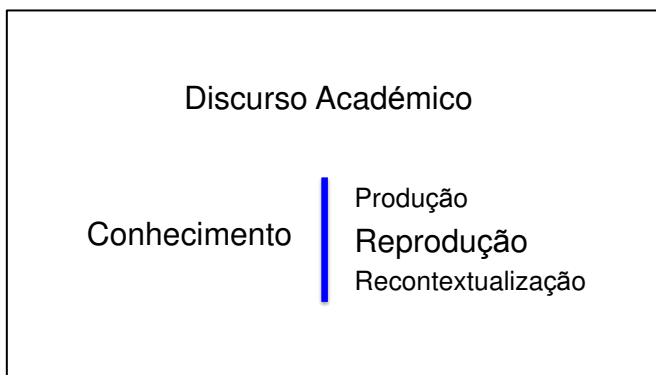 Discurso Académico
Conhecimento
Produção
Reprodução
Recontextualização